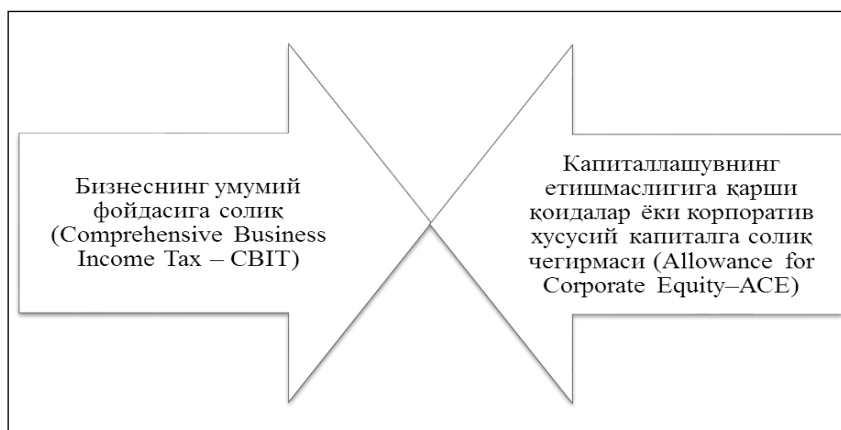 Бизнеснинг умумий
фойдасига солиқ
(Comprehensive Business
Income Tax – CBIT)
Капиталлашувнинг
етишмаслигига қарши
қоидалар ёки корпоратив
хусусий капиталга солиқ
чегирмаси (Allowance for
Corporate Equity–ACE)